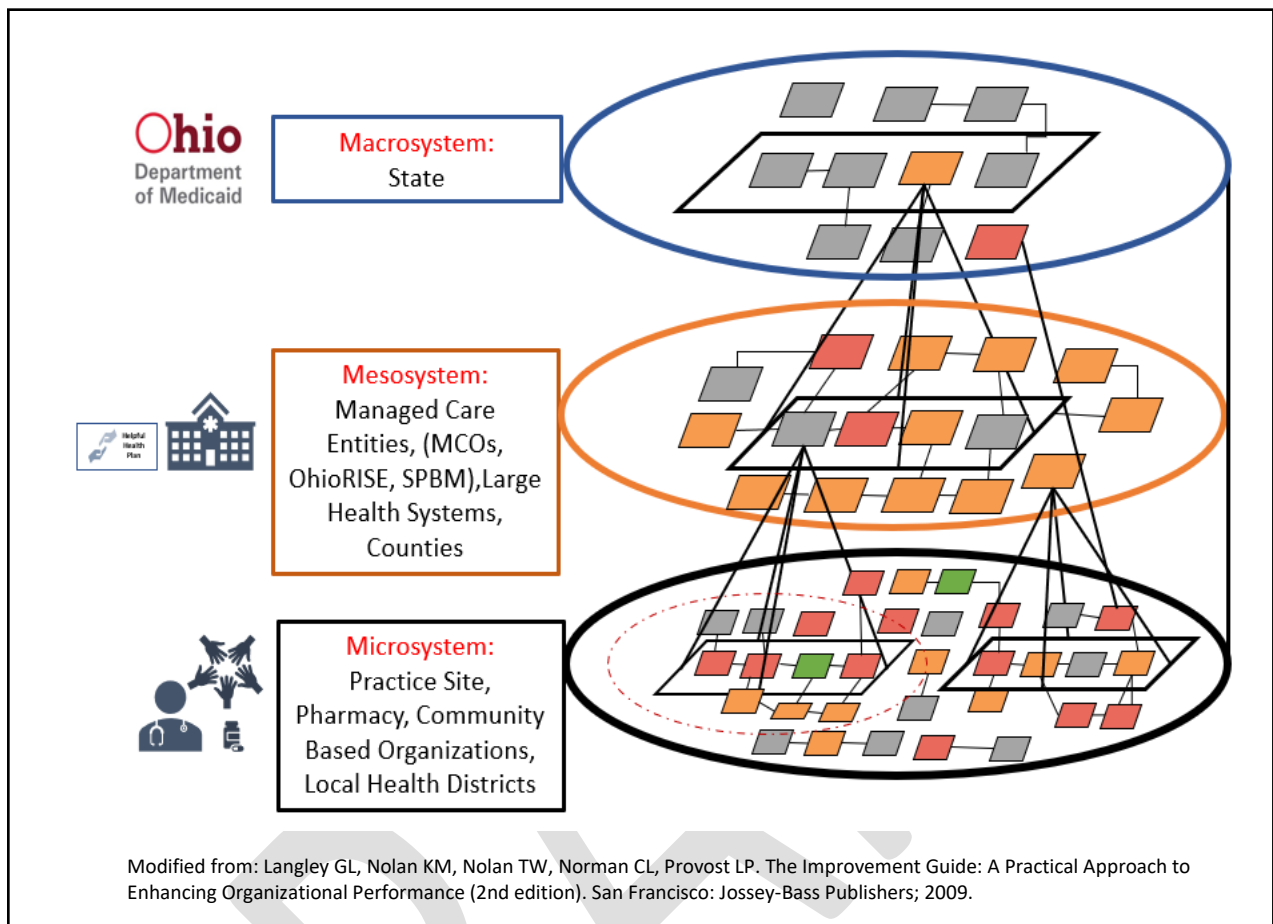 Ohio
Department
of Medicaid
Macrosystem:
State
Helpful
Health
Plan
Mesosystem:
Managed Care
Entities, (MCOs,
OhioRISE, SPBM),Large
Health Systems,
Counties
Microsystem:
Practice Site,
Pharmacy, Community
Based Organizations,
Local Health Districts
Modified from: Langley GL, Nolan KM, Nolan TW, Norman CL, Provost LP. The Improvement Guide: A Practical Approach to
Enhancing Organizational Performance (2nd edition). San Francisco: Jossey-Bass Publishers; 2009.